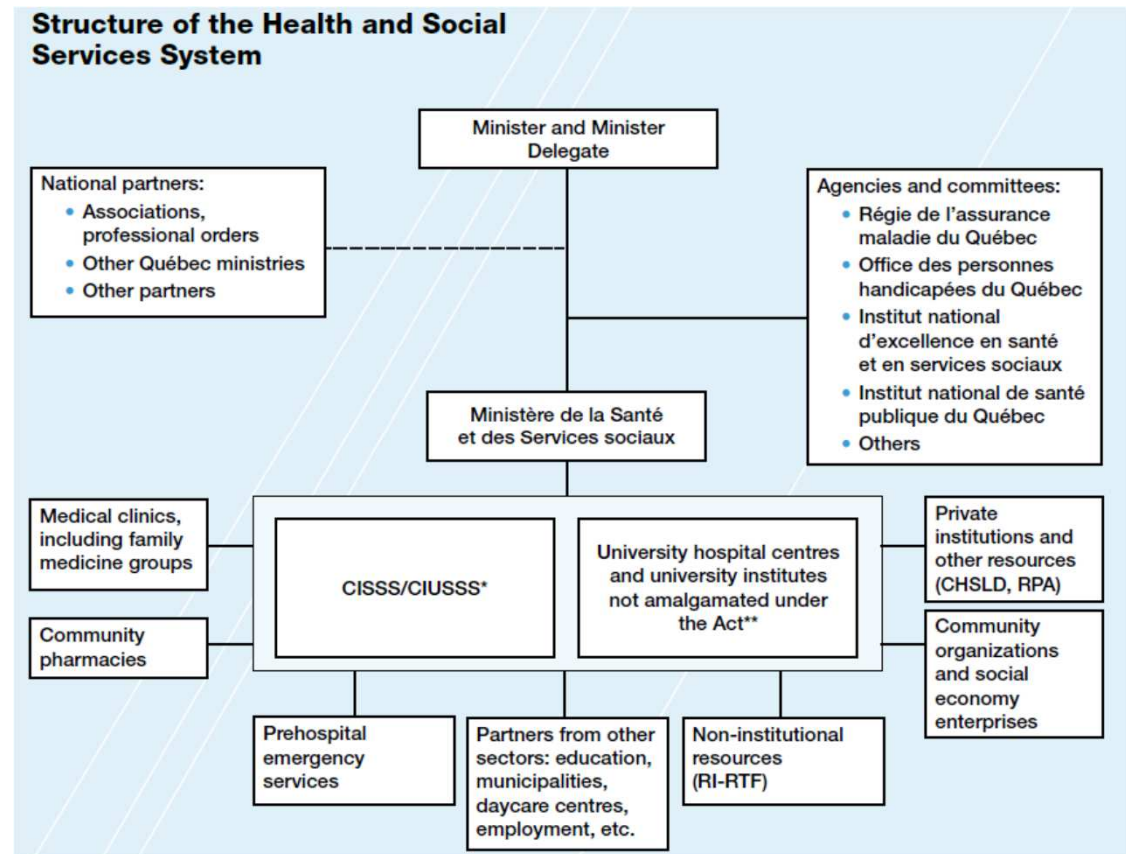 Structure of the Health and Social
Services System
Minister and Minister
Delegate
National partners:
• Associations,
professional orders
• Other Québec ministries
• Other partners
Agencies and committees:
• Régie de l’assurance
maladie du Québec
• Office des personnes
handicapées du Québec
• Institut national
d’excellence en santé
et en services sociaux
• Institut national de santé
publique du Québec
• Others
Ministère de la Santé
et des Services sociaux
Medical clinics,
including family
medicine groups
Community
pharmacies
CISSS/CIUSSS*
University hospital centres
and university institutes
not amalgamated under
the Act**
Private
institutions and
other resources
(CHSLD, RPA)
Community
organizations
and social
economy
enterprises
Prehospital
emergency
services
Partners from other
sectors: education,
municipalities,
daycare centres,
employment, etc.
Non-institutional
resources
(RI-RTF)